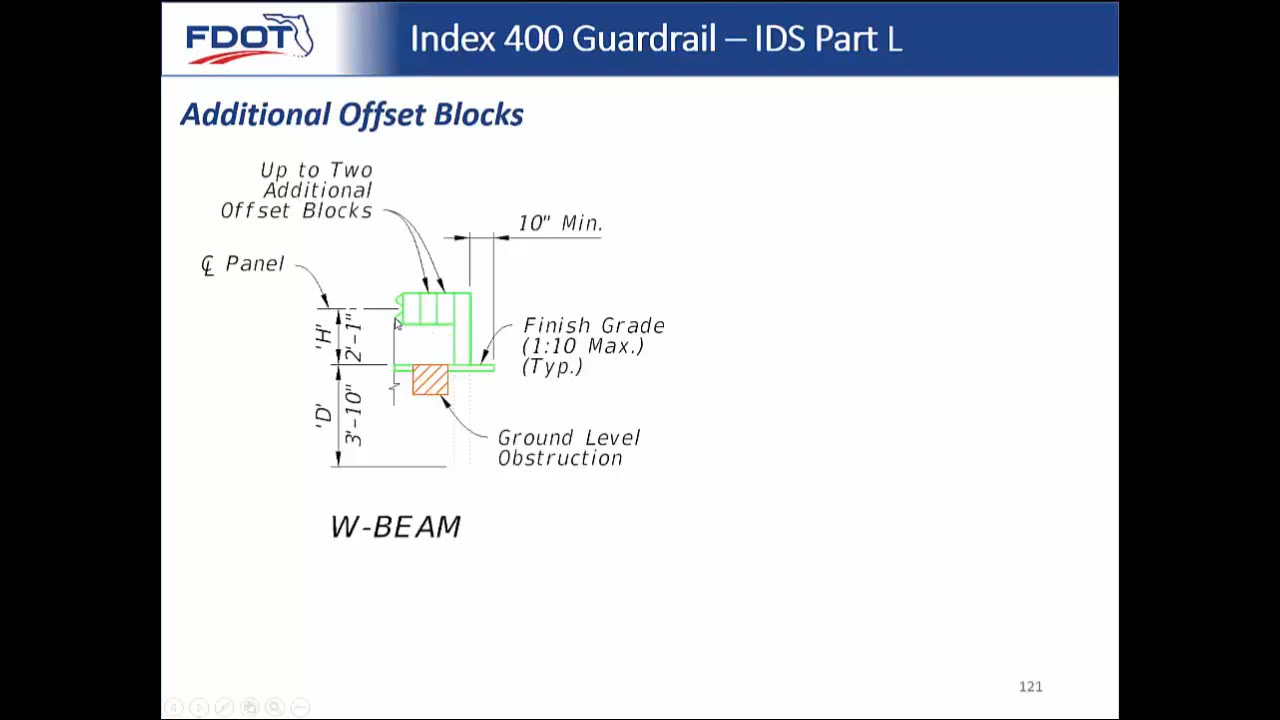 FDOT
Index 400 Guardrail – IDS Part L
Additional Offset Blocks
Up to Two
Additional
Offset Blocks
10" Min.
℄ Panel
'H'
2'-1"
Finish Grade
(1:10 Max.)
(Typ.)
'D'
3'-10"
Ground Level
Obstruction
W-BEAM
121